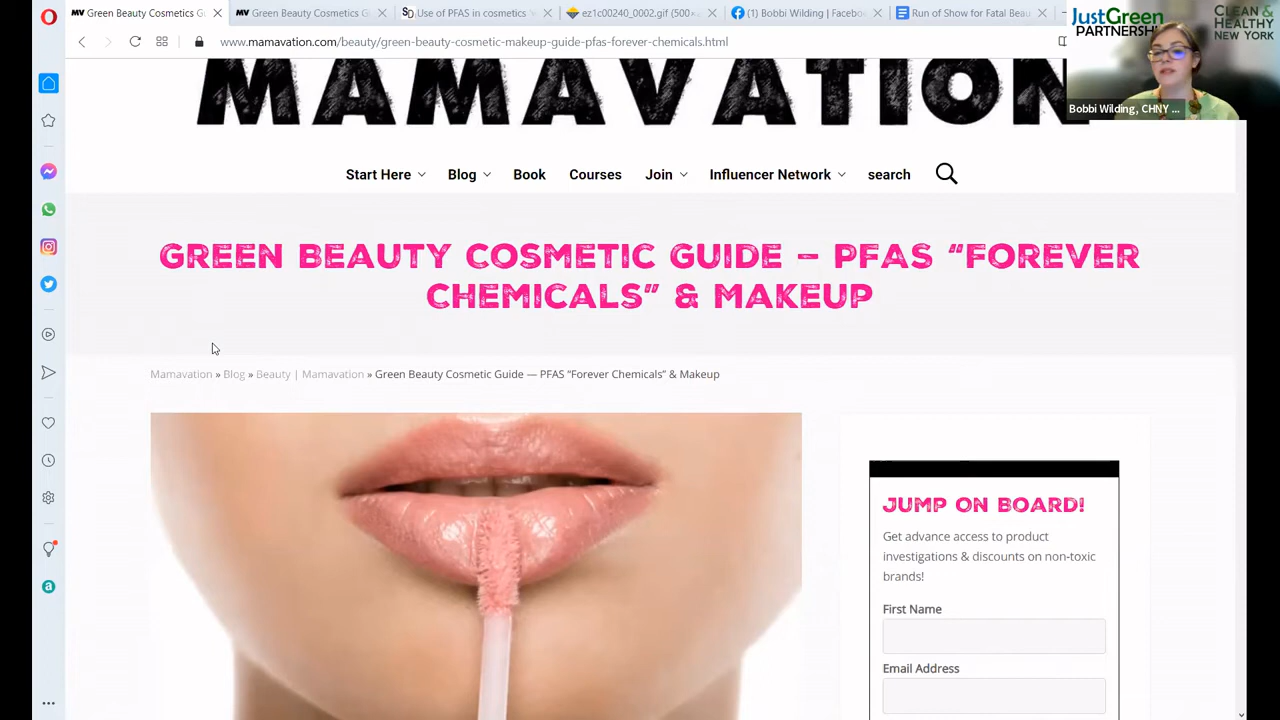 Green Beauty Cosmetics G
Green Beauty Cosmetics G
Use of PFAS in cosmetics
ez1c00240_0002.gif (500×
(1) Bobbi Wilding | Facebo
Run of Show for Fatal Beau
www.mamavation.com/beauty/green-beauty-cosmetic-makeup-guide-pfas-forever-chemicals.html
JustGreen
PARTNERSH
CLEAN &
HEALTHY
NEW YORK
Bobbi Wilding, CHNY ...
MAMAVATION
Start Here Blog Book Courses Join Influencer Network search
GREEN BEAUTY COSMETIC GUIDE — PFAS “FOREVER
CHEMICALS” & MAKEUP
Mamavation » Blog » Beauty | Mamavation » Green Beauty Cosmetic Guide — PFAS “Forever Chemicals” & Makeup
JUMP ON BOARD!
Get advance access to product
investigations & discounts on non-toxic
brands!
First Name
Email Address